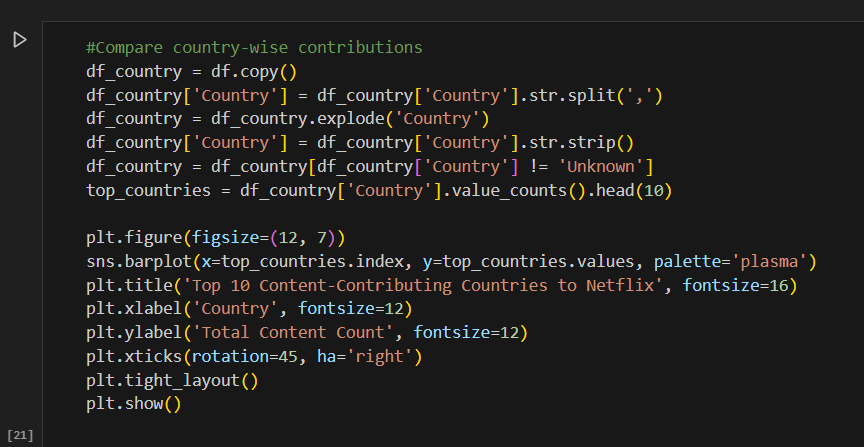 #Compare country-wise contributions
df_country = df.copy()
df_country['Country'] = df_country['Country'].str.split(',')
df_country = df_country.explode('Country')
df_country['Country'] = df_country['Country'].str.strip()
df_country = df_country[df_country['Country'] != 'Unknown']
top_countries = df_country['Country'].value_counts().head(10)

plt.figure(figsize=(12, 7))
sns.barplot(x=top_countries.index, y=top_countries.values, palette='plasma')
plt.title('Top 10 Content-Contributing Countries to Netflix', fontsize=16)
plt.xlabel('Country', fontsize=12)
plt.ylabel('Total Content Count', fontsize=12)
plt.xticks(rotation=45, ha='right')
plt.tight_layout()
plt.show()
[21]